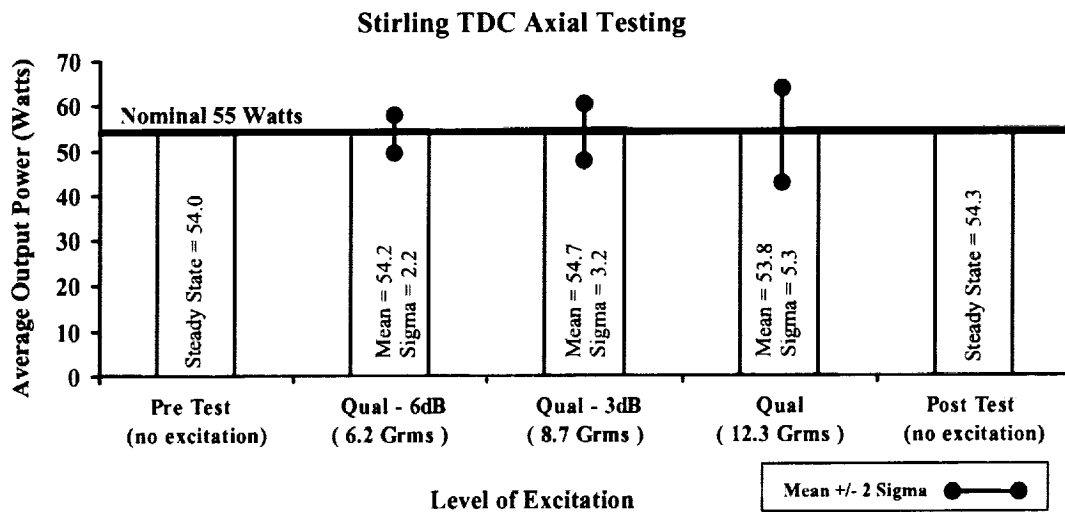 Stirling TDC Axial Testing
Average Output Power (Watts)
70
60
50
40
30
20
10
0
Nominal 55 Watts
Steady State = 54.0
Mean = 54.2
Sigma = 2.2
Mean = 54.7
Sigma = 3.2
Mean = 53.8
Sigma = 5.3
Steady State = 54.3
Pre Test
(no excitation)
Qual - 6dB
( 6.2 Grms )
Qual - 3dB
( 8.7 Grms )
Qual
( 12.3 Grms )
Post Test
(no excitation)
Level of Excitation
Mean +/- 2 Sigma